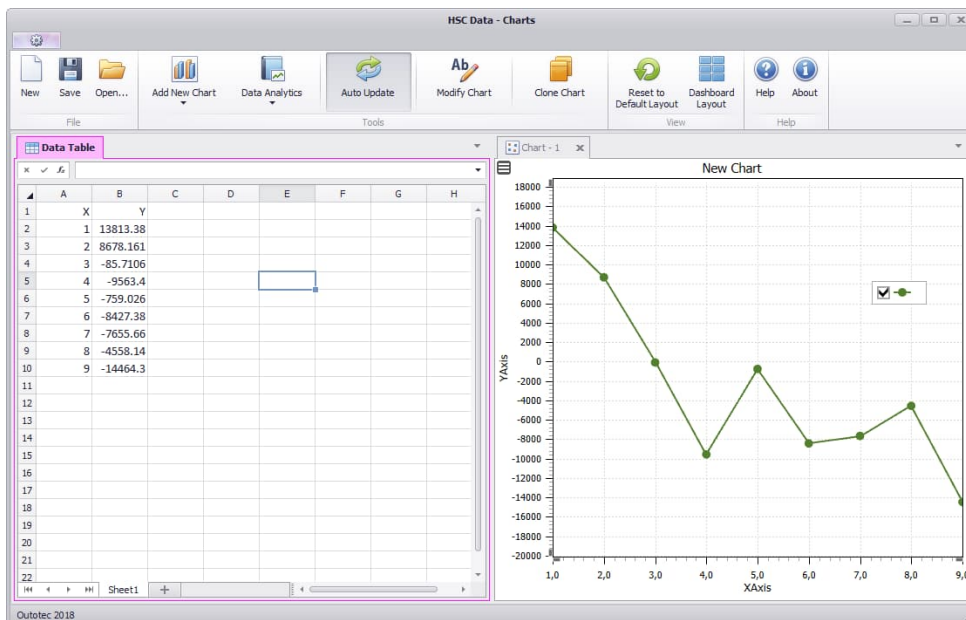 HSC Data - Charts
New Save Open... Add New Chart Data Analytics Auto Update Modify Chart Clone Chart Reset to Default Layout Dashboard Layout Help About
File Tools View Help
Data Table
Chart - 1
fx
A B C D E F G H
1 X Y
2 1 13813.38
3 2 8678.161
4 3 -85.7106
5 4 -9563.4
6 5 -759.026
7 6 -8427.38
8 7 -7655.66
9 8 -4558.14
10 9 -14464.3
11
12
13
14
15
16
17
18
19
20
21
22
Sheet1
New Chart
YAxis
18000
16000
14000
12000
10000
8000
6000
4000
2000
0
-2000
-4000
-6000
-8000
-10000
-12000
-14000
-16000
-18000
-20000
1,0 2,0 3,0 4,0 5,0 6,0 7,0 8,0 9,0
XAxis
Outotec 2018